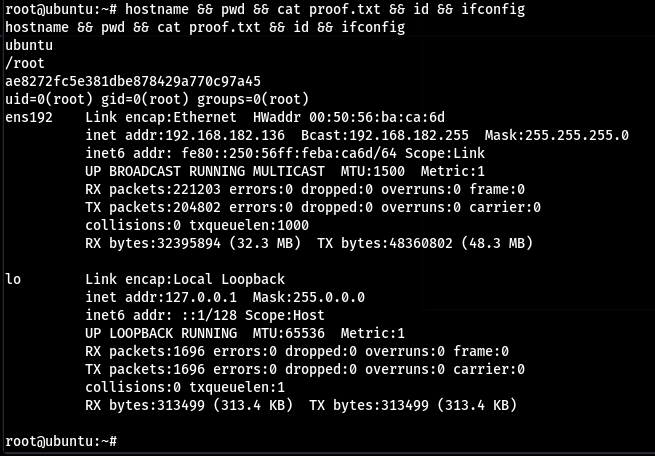 root@ubuntu:~# hostname && pwd && cat proof.txt && id && ifconfig
hostname && pwd && cat proof.txt && id && ifconfig
ubuntu
/root
ae8272fc5e381dbe878429a770c97a45
uid=0(root) gid=0(root) groups=0(root)
ens192    Link encap:Ethernet  HWaddr 00:50:56:ba:ca:6d
          inet addr:192.168.182.136  Bcast:192.168.182.255  Mask:255.255.255.0
          inet6 addr: fe80::250:56ff:feba:ca6d/64 Scope:Link
          UP BROADCAST RUNNING MULTICAST  MTU:1500  Metric:1
          RX packets:221203 errors:0 dropped:0 overruns:0 frame:0
          TX packets:204802 errors:0 dropped:0 overruns:0 carrier:0
          collisions:0 txqueuelen:1000
          RX bytes:32395894 (32.3 MB)  TX bytes:48360802 (48.3 MB)

lo        Link encap:Local Loopback
          inet addr:127.0.0.1  Mask:255.0.0.0
          inet6 addr: ::1/128 Scope:Host
          UP LOOPBACK RUNNING  MTU:65536  Metric:1
          RX packets:1696 errors:0 dropped:0 overruns:0 frame:0
          TX packets:1696 errors:0 dropped:0 overruns:0 carrier:0
          collisions:0 txqueuelen:1
          RX bytes:313499 (313.4 KB)  TX bytes:313499 (313.4 KB)

root@ubuntu:~#